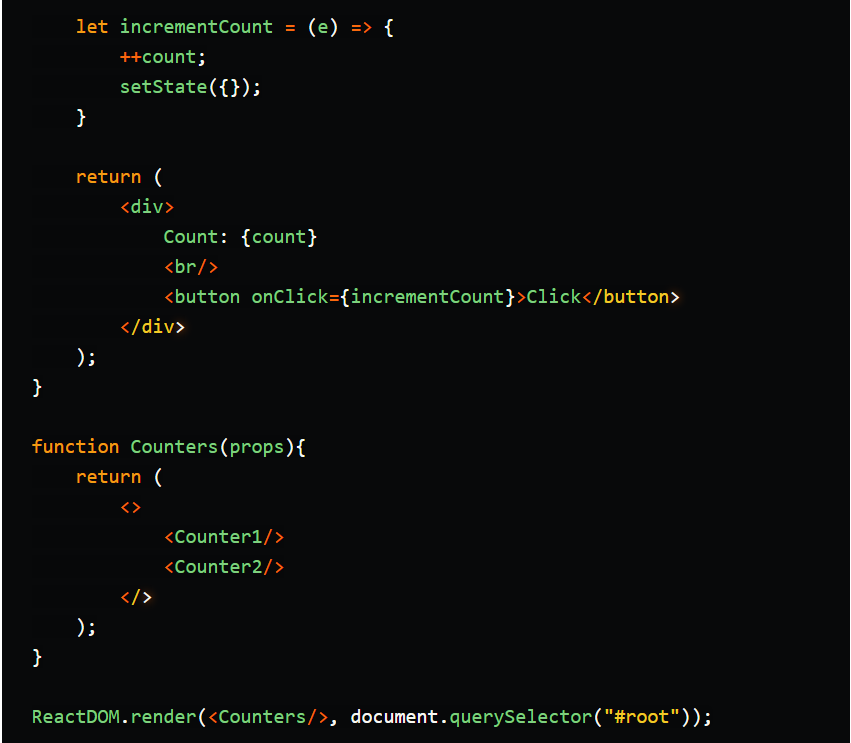 let incrementCount = (e) => {
++count;
setState({});
}
return (
<div>
Count: {count}
<br/>
<button onClick={incrementCount}>Click</button>
</div>
);
}
function Counters(props){
return (
<>
<Counter1/>
<Counter2/>
</>
);
}
ReactDOM.render(<Counters/>, document.querySelector("#root"));